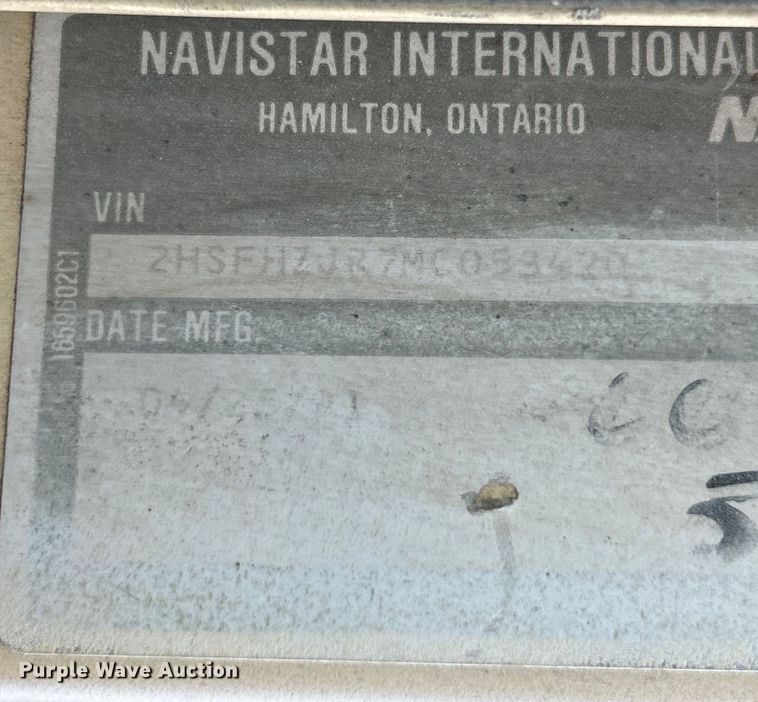 NAVISTAR INTERNATIONAL
HAMILTON, ONTARIO
VIN
2HSFHZJR7MC053420
DATE MFG.
Purple Wave Auction